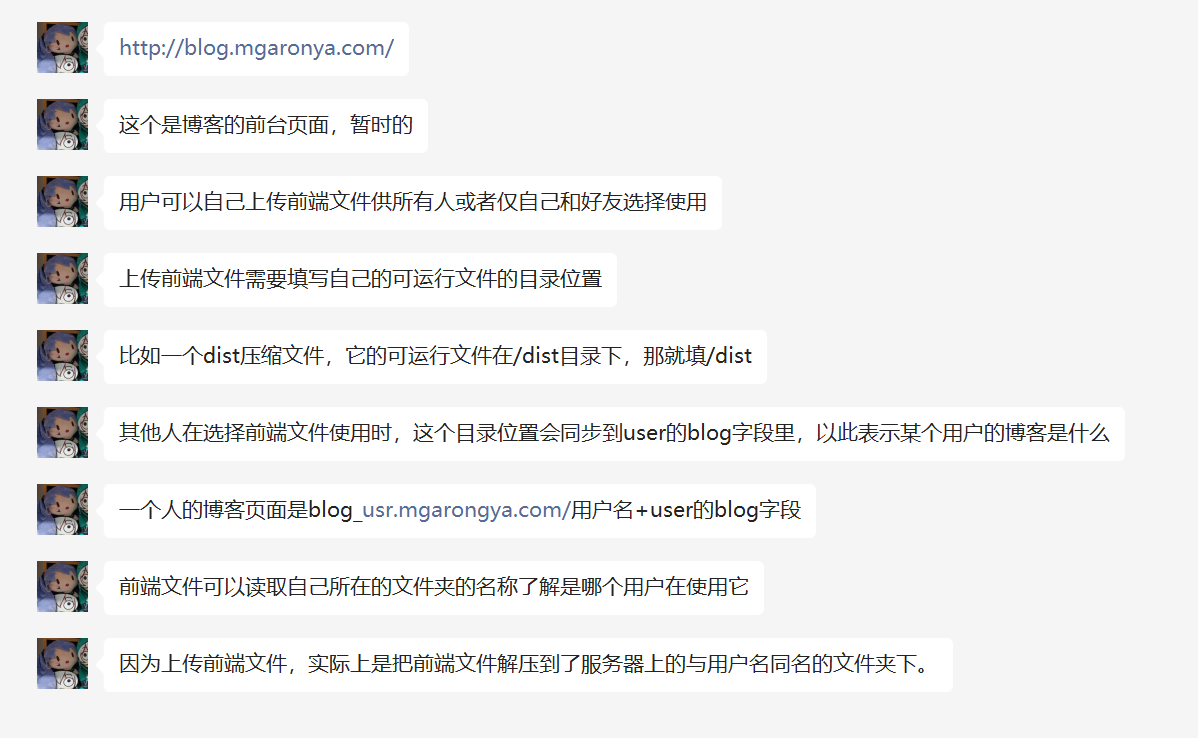 http://blog.mgaronya.com/
这个是博客的前台页面，暂时的
用户可以自己上传前端文件供所有人或者仅自己和好友选择使用
上传前端文件需要填写自己的可运行文件的目录位置
比如一个dist压缩文件，它的可运行文件在/dist目录下，那就填/dist
其他人在选择前端文件使用时，这个目录位置会同步到user的blog字段里，以此表示某个用户的博客是什么
一个人的博客页面是blog_usr.mgarongya.com/用户名+user的blog字段
前端文件可以读取自己所在的文件夹的名称了解是哪个用户在使用它
因为上传前端文件，实际上是把前端文件解压到了服务器上的与用户名同名的文件夹下。